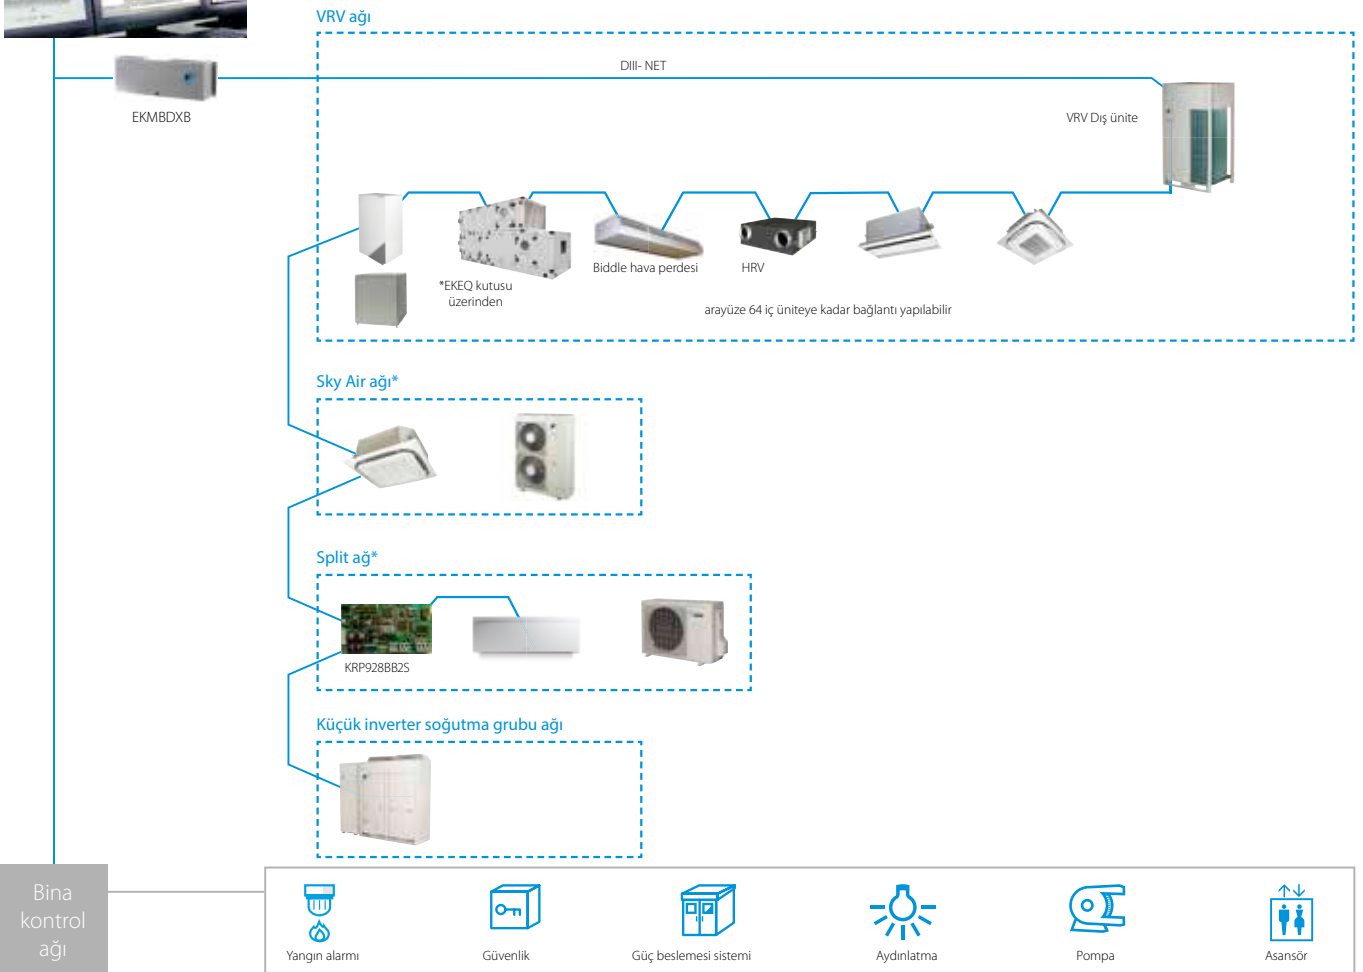 VRV ağı
DIII- NET
EKMBDXB
VRV Dış ünite
*EKEQ kutusu
üzerinden
Biddle hava perdesi
HRV
arayüze 64 iç üniteye kadar bağlantı yapılabilir
Sky Air ağı*
Split ağ*
KRP928BB2S
Küçük inverter soğutma grubu ağı
Bina
kontrol
ağı
Yangın alarmı
Güvenlik
Güç beslemesi sistemi
Aydınlatma
Pompa
Asansör